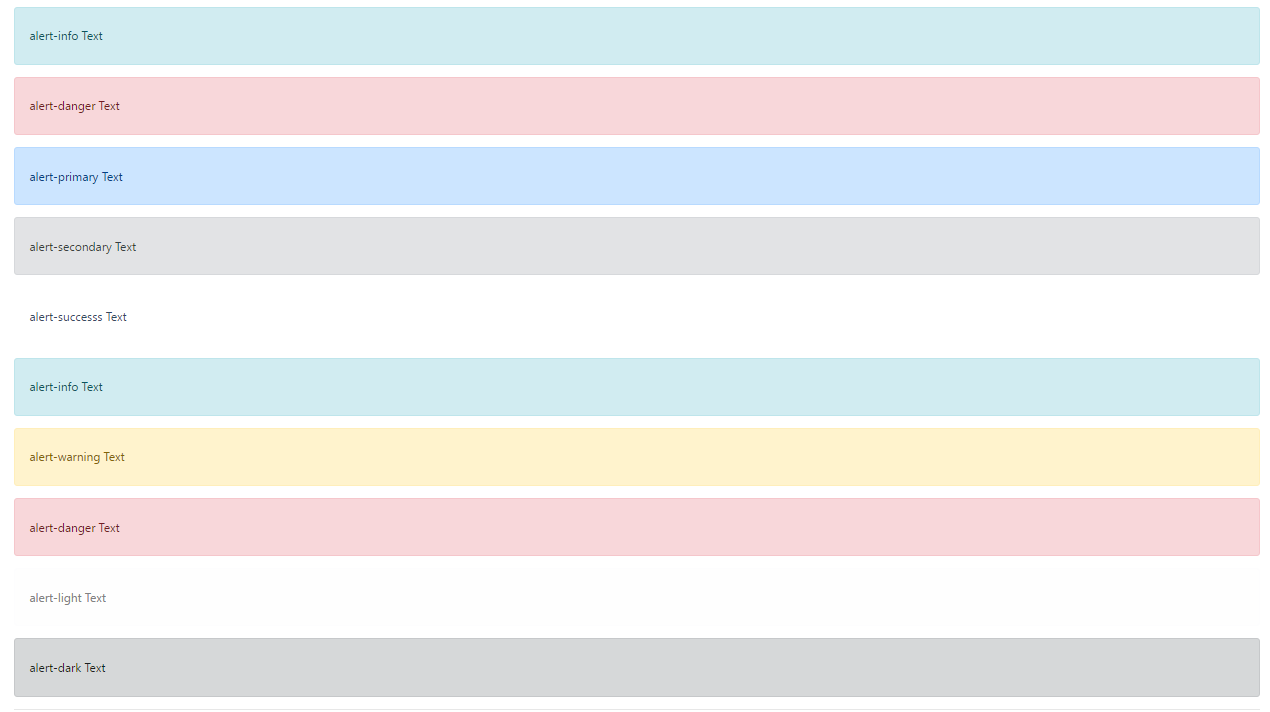 alert-info Text
alert-danger Text
alert-primary Text
alert-secondary Text
alert-successs Text
alert-info Text
alert-warning Text
alert-danger Text
alert-light Text
alert-dark Text